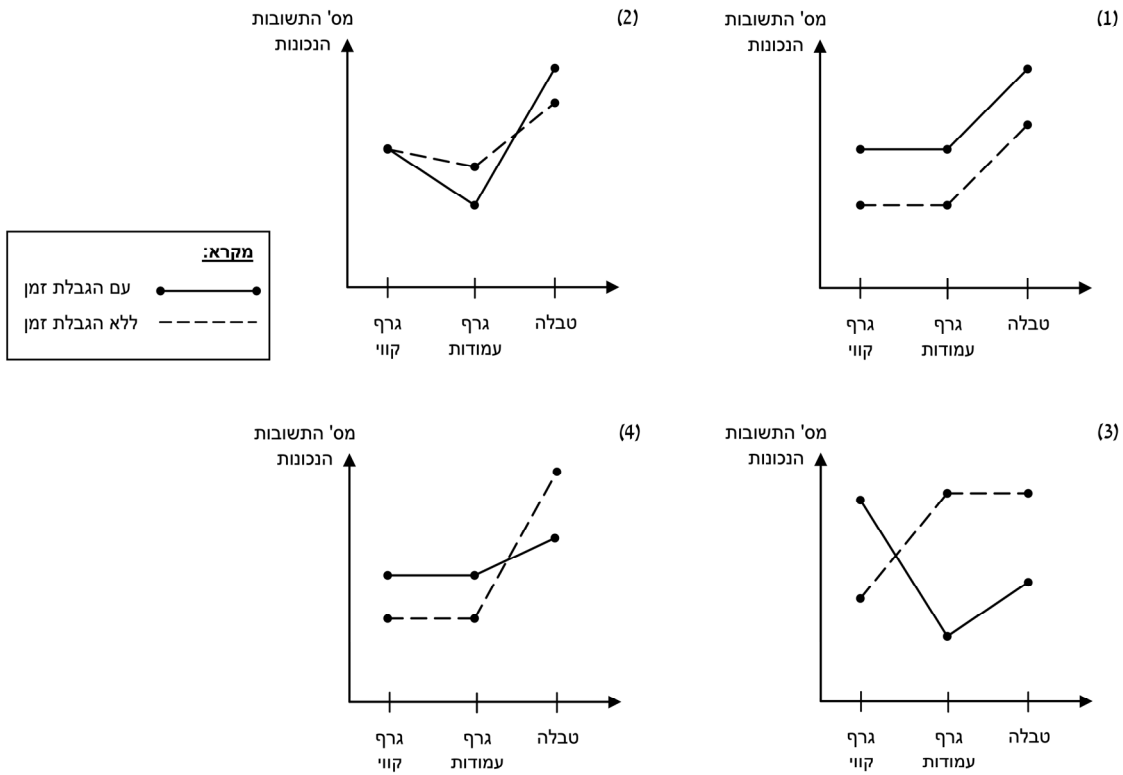 (1)
מס' התשובות
הנכונות
גרף
קווי
גרף
עמודות
טבלה
(2)
מס' התשובות
הנכונות
גרף
קווי
גרף
עמודות
טבלה
מקרא:
עם הגבלת זמן
ללא הגבלת זמן
(3)
מס' התשובות
הנכונות
גרף
קווי
גרף
עמודות
טבלה
(4)
מס' התשובות
הנכונות
גרף
קווי
גרף
עמודות
טבלה